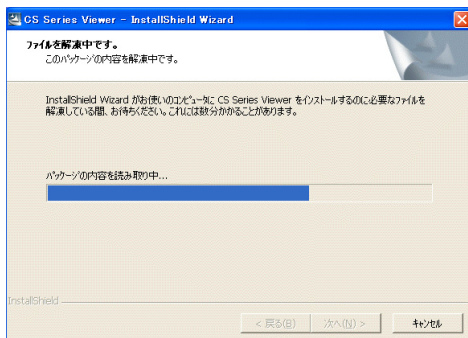 CS Series Viewer - InstallShield Wizard
ファイルを解凍中です。
このパッケージの内容を解凍中です。
InstallShield Wizard がお使いのコンピュータに CS Series Viewer をインストールするのに必要なファイルを
解凍している間、お待ちください。これには数分かかることがあります。
パッケージの内容を読み取り中...
InstallShield
< 戻る(B) 次へ(N) > キャンセル